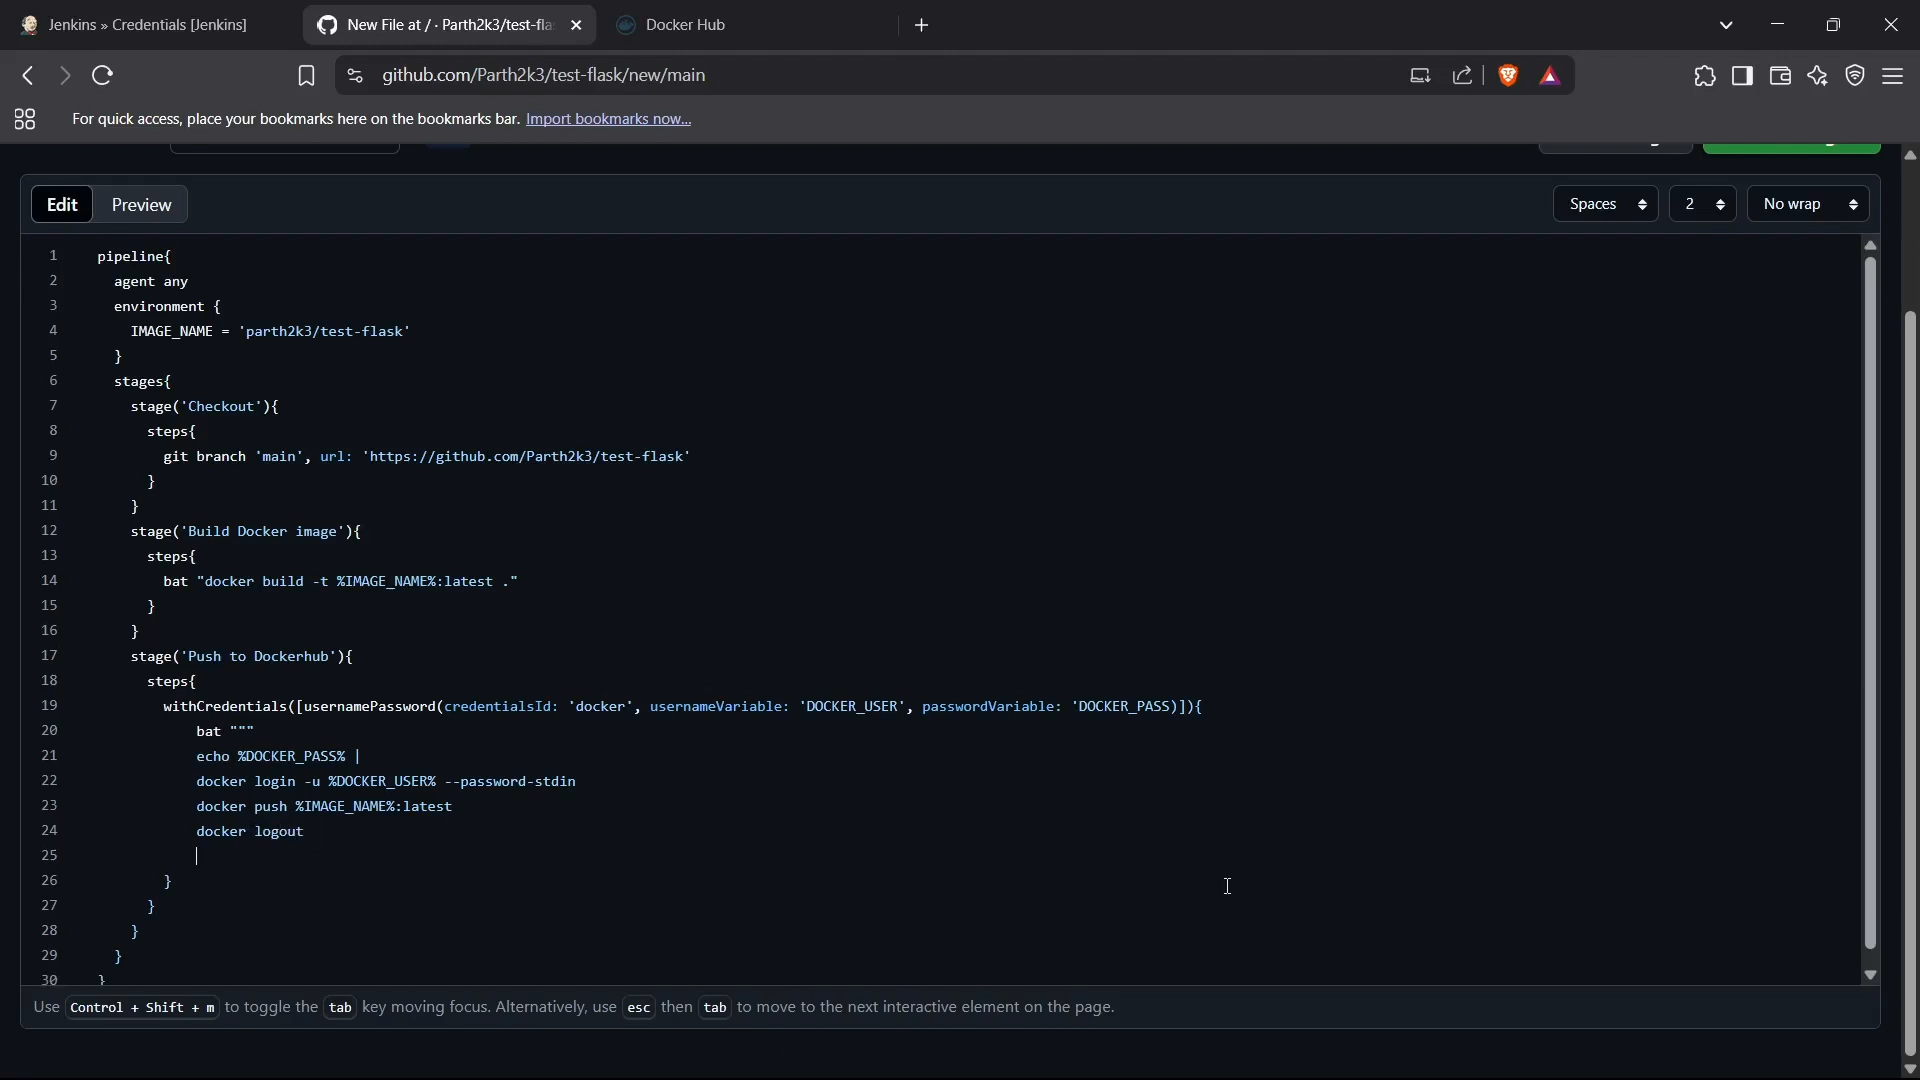 Jenkins » Credentials [Jenkins]
New File at / · Parth2k3/test-fla
Docker Hub
github.com/Parth2k3/test-flask/new/main
For quick access, place your bookmarks here on the bookmarks bar. Import bookmarks now...
Edit
Preview
Spaces
2
No wrap
1 pipeline{
2 agent any
3 environment {
4 IMAGE_NAME = 'parth2k3/test-flask'
5 }
6 stages{
7 stage('Checkout'){
8 steps{
9 git branch 'main', url: 'https://github.com/Parth2k3/test-flask'
10 }
11 }
12 stage('Build Docker image'){
13 steps{
14 bat "docker build -t %IMAGE_NAME%:latest ."
15 }
16 }
17 stage('Push to Dockerhub'){
18 steps{
19 withCredentials([usernamePassword(credentialsId: 'docker', usernameVariable: 'DOCKER_USER', passwordVariable: 'DOCKER_PASS)]){
20 bat """
21 echo %DOCKER_PASS% |
22 docker login -u %DOCKER_USER% --password-stdin
23 docker push %IMAGE_NAME%:latest
24 docker logout
25
26 }
27 }
28 }
29 }
30 }
Use Control + Shift + m to toggle the tab key moving focus. Alternatively, use esc then tab to move to the next interactive element on the page.